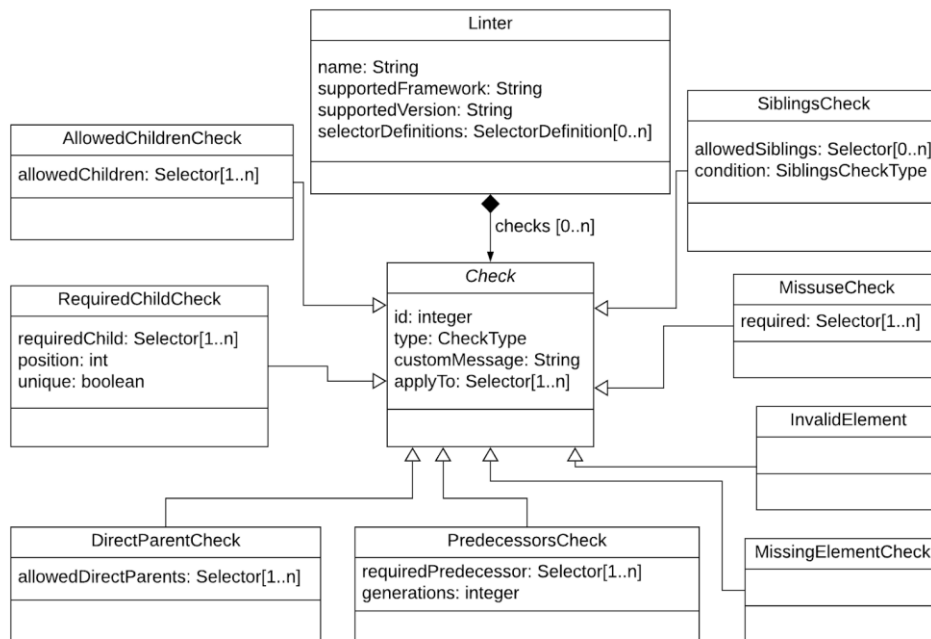 Linter
name: String
supportedFramework: String
supportedVersion: String
selectorDefinitions: SelectorDefinition[0..n]
SiblingsCheck
allowedSiblings: Selector[0..n]
condition: SiblingsCheckType
AllowedChildrenCheck
allowedChildren: Selector[1..n]
checks [0..n]
Check
id: integer
type: CheckType
customMessage: String
applyTo: Selector[1..n]
RequiredChildCheck
requiredChild: Selector[1..n]
position: int
unique: boolean
MissuseCheck
required: Selector[1..n]
InvalidElement
DirectParentCheck
allowedDirectParents: Selector[1..n]
PredecessorsCheck
requiredPredecessor: Selector[1..n]
generations: integer
MissingElementCheck